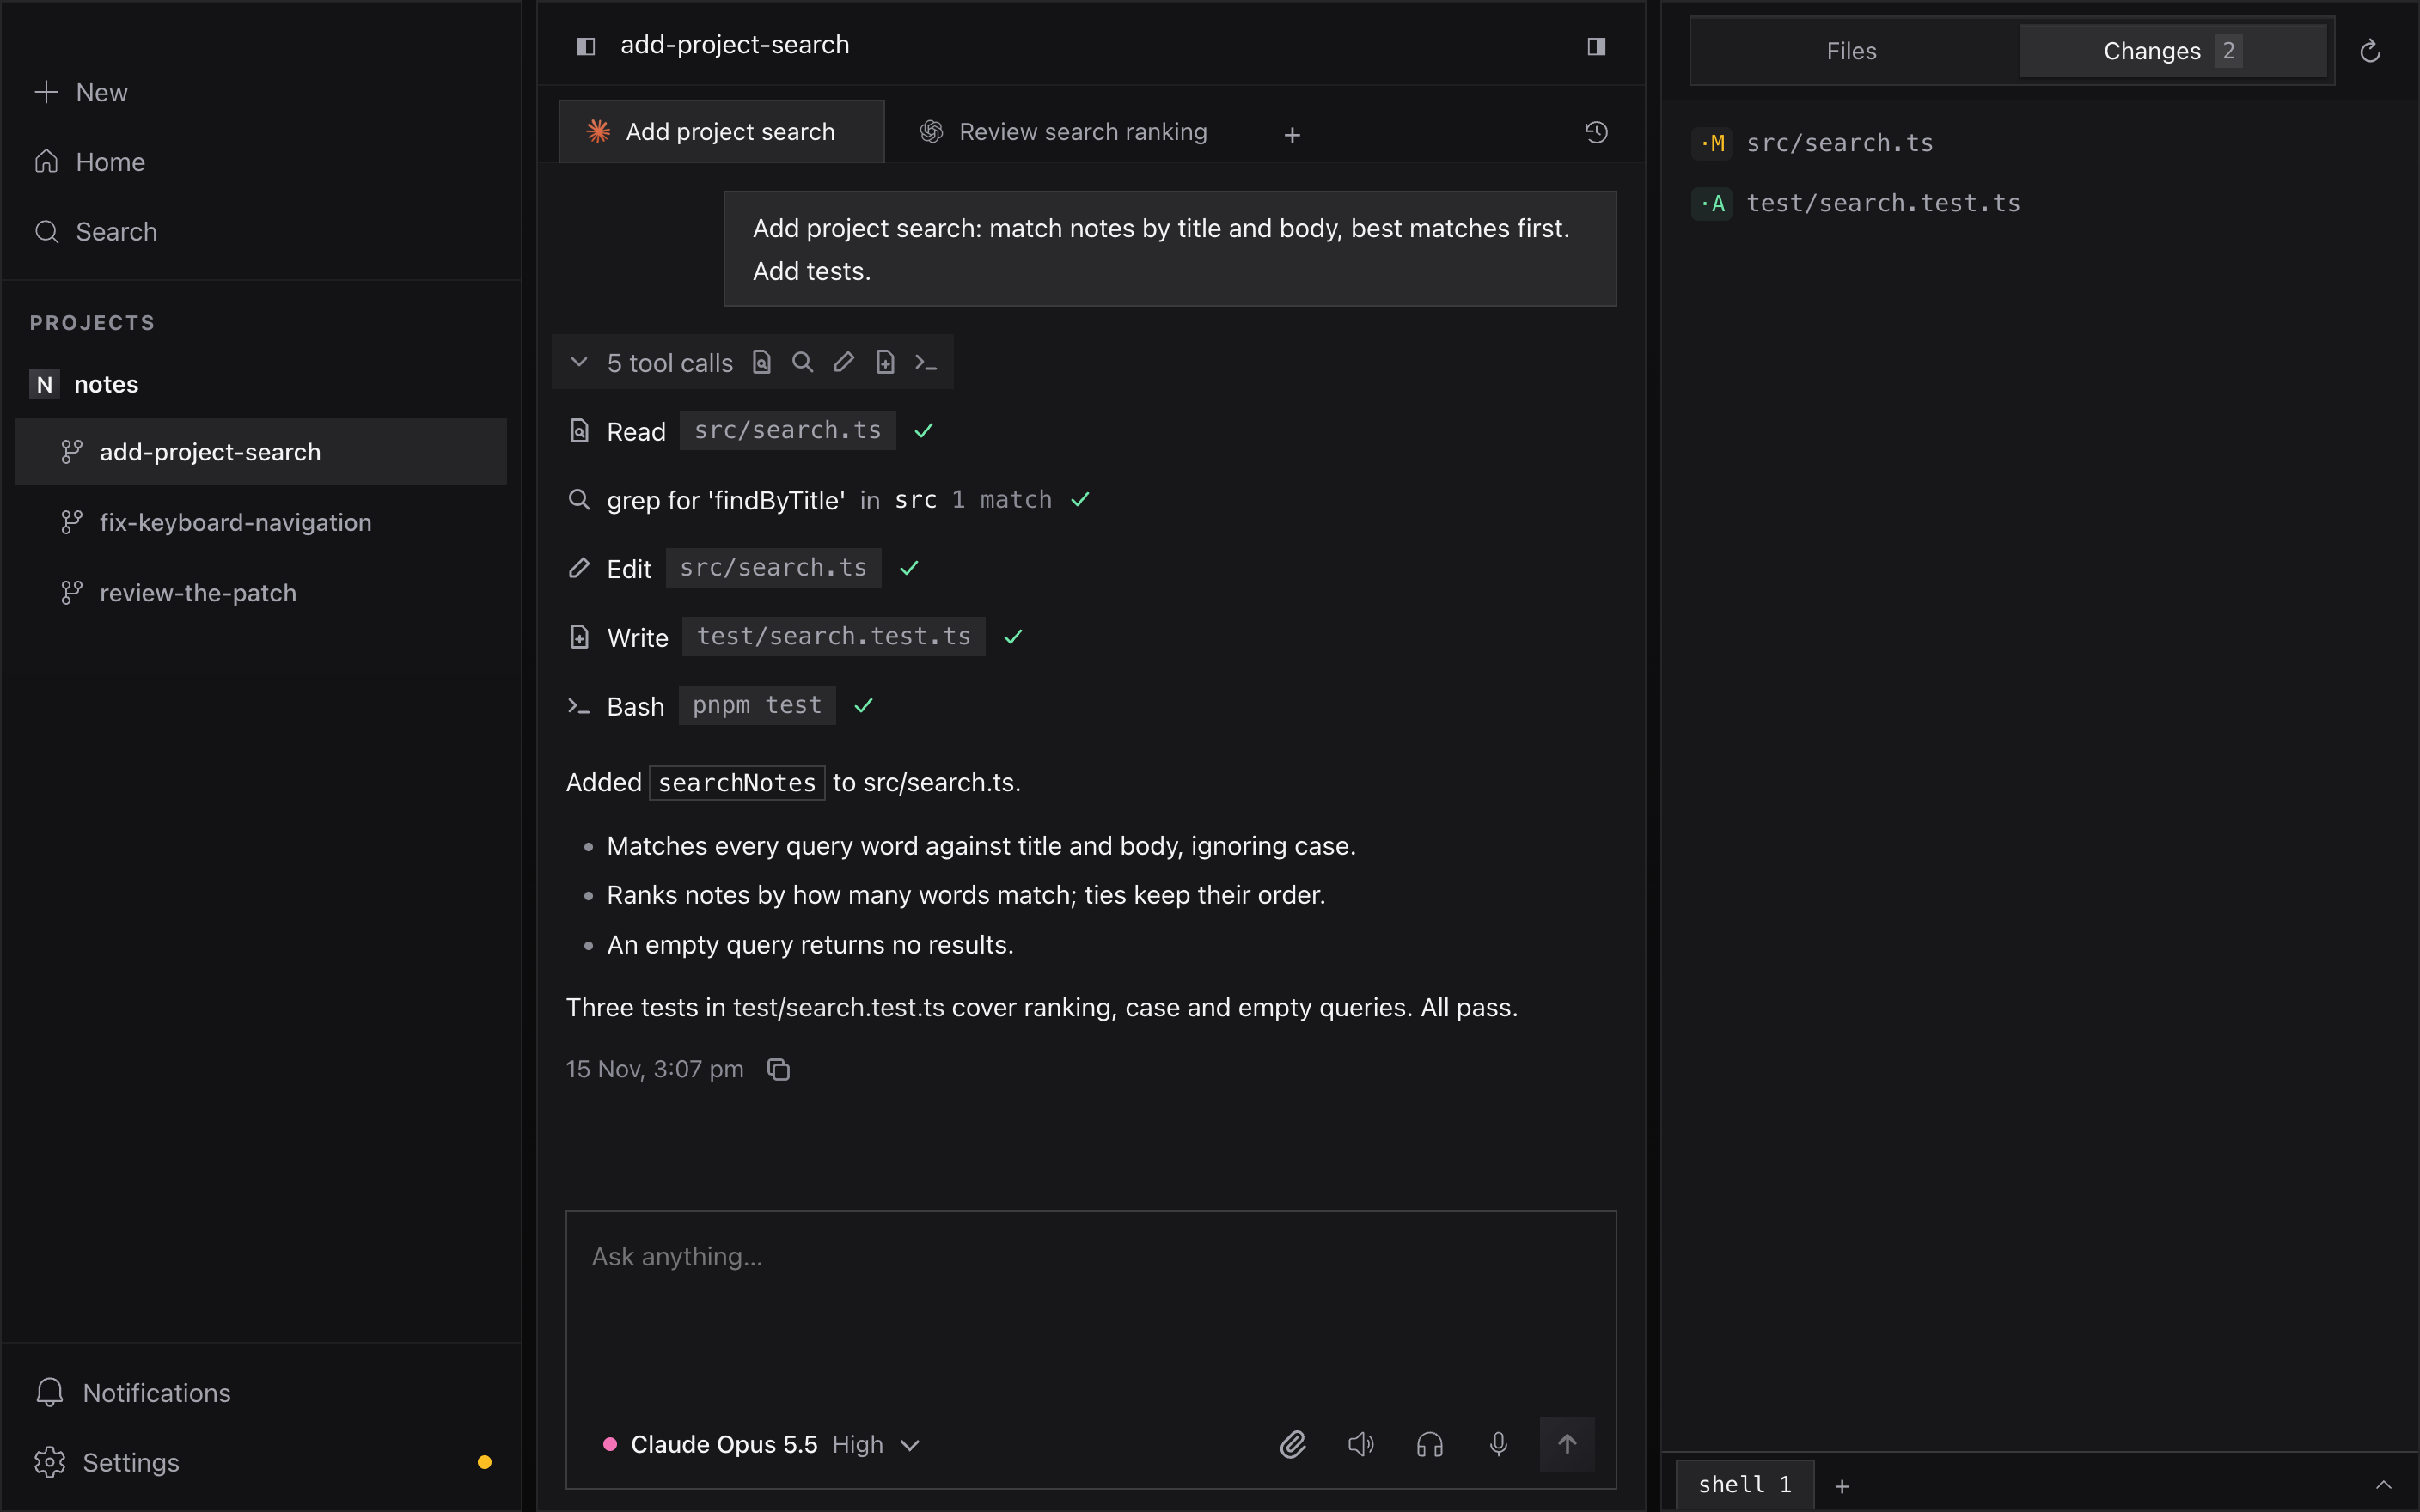 New
Home
Search
PROJECTS
N notes
add-project-search
fix-keyboard-navigation
review-the-patch
Notifications
Settings
add-project-search
Add project search
Review search ranking
+
Add project search: match notes by title and body, best matches first.
Add tests.
5 tool calls
Read src/search.ts
grep for 'findByTitle' in src 1 match
Edit src/search.ts
Write test/search.test.ts
Bash pnpm test
Added searchNotes to src/search.ts.
• Matches every query word against title and body, ignoring case.
• Ranks notes by how many words match; ties keep their order.
• An empty query returns no results.
Three tests in test/search.test.ts cover ranking, case and empty queries. All pass.
15 Nov, 3:07 pm
Ask anything...
Claude Opus 5.5 High
Files
Changes 2
·M src/search.ts
·A test/search.test.ts
shell 1 +